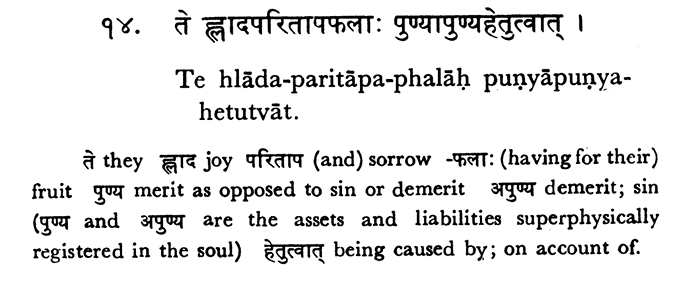 १४. ते ह्लादपरितापफलाः पुण्यापुण्यहेतुत्वात् ।
Te hlāda-paritāpa-phalāḥ puṇyāpuṇya-
hetutvāt.
ते they ह्लाद joy परिताप (and) sorrow -फलाः (having for their)
fruit पुण्य merit as opposed to sin or demerit अपुण्य demerit; sin
(पुण्य and अपुण्य are the assets and liabilities superphysically
registered in the soul) हेतुत्वात् being caused by; on account of.